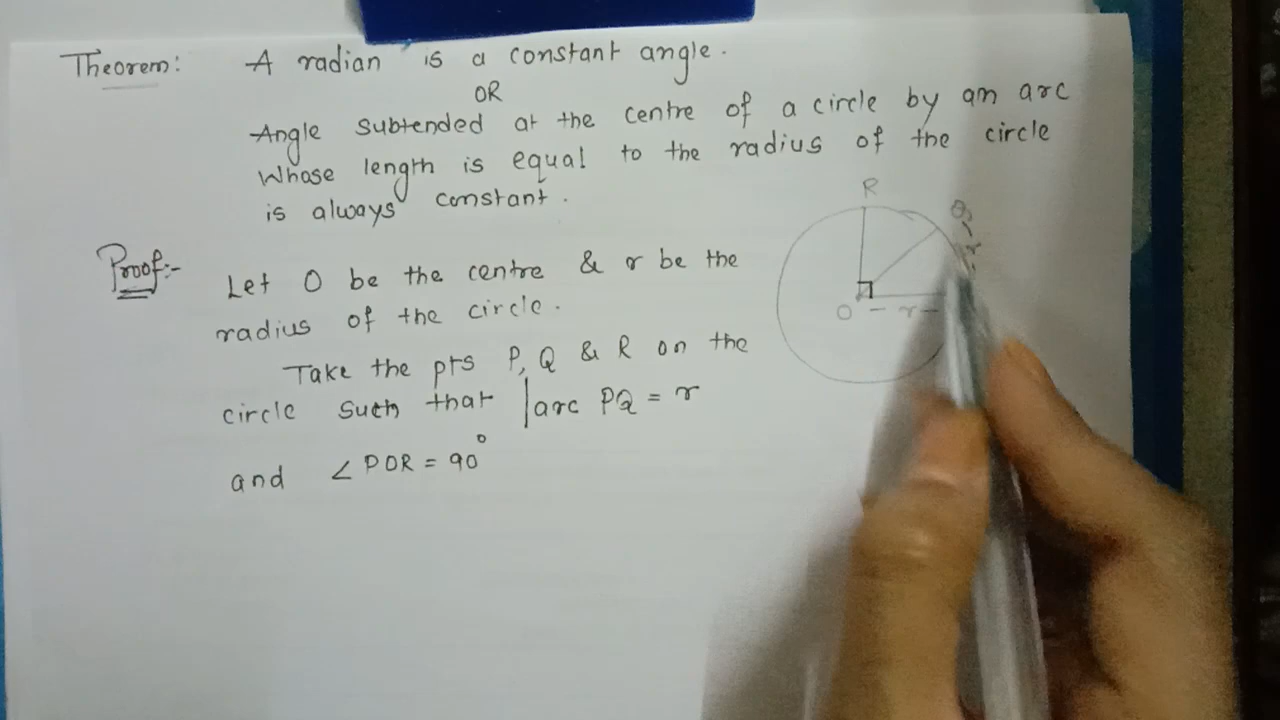 Theorem: A radian is a constant angle.
OR
Angle subtended at the centre of a circle by an arc
Whose length is equal to the radius of the circle
is always constant.
Proof:-
Let O be the centre & r be the
radius of the circle.
Take the pts P, Q & R on the
circle such that |arc PQ = r
and ∠POR = 90°
R
Q
r
O - r -